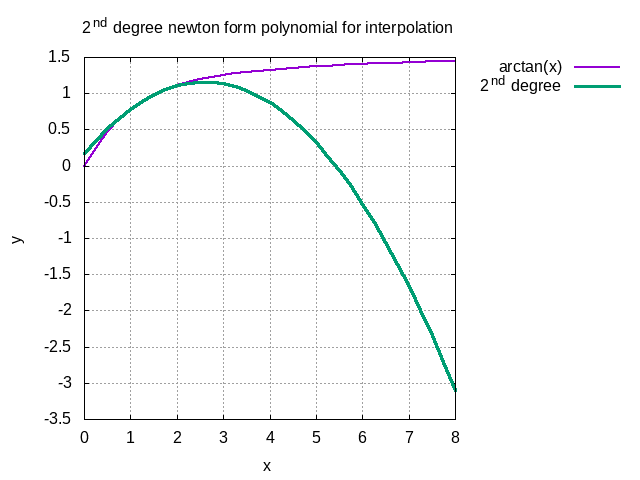 2nd degree newton form polynomial for interpolation
arctan(x)
2nd degree
1.5
1
0.5
0
-0.5
-1
-1.5
-2
-2.5
-3
-3.5
y
0 1 2 3 4 5 6 7 8
x